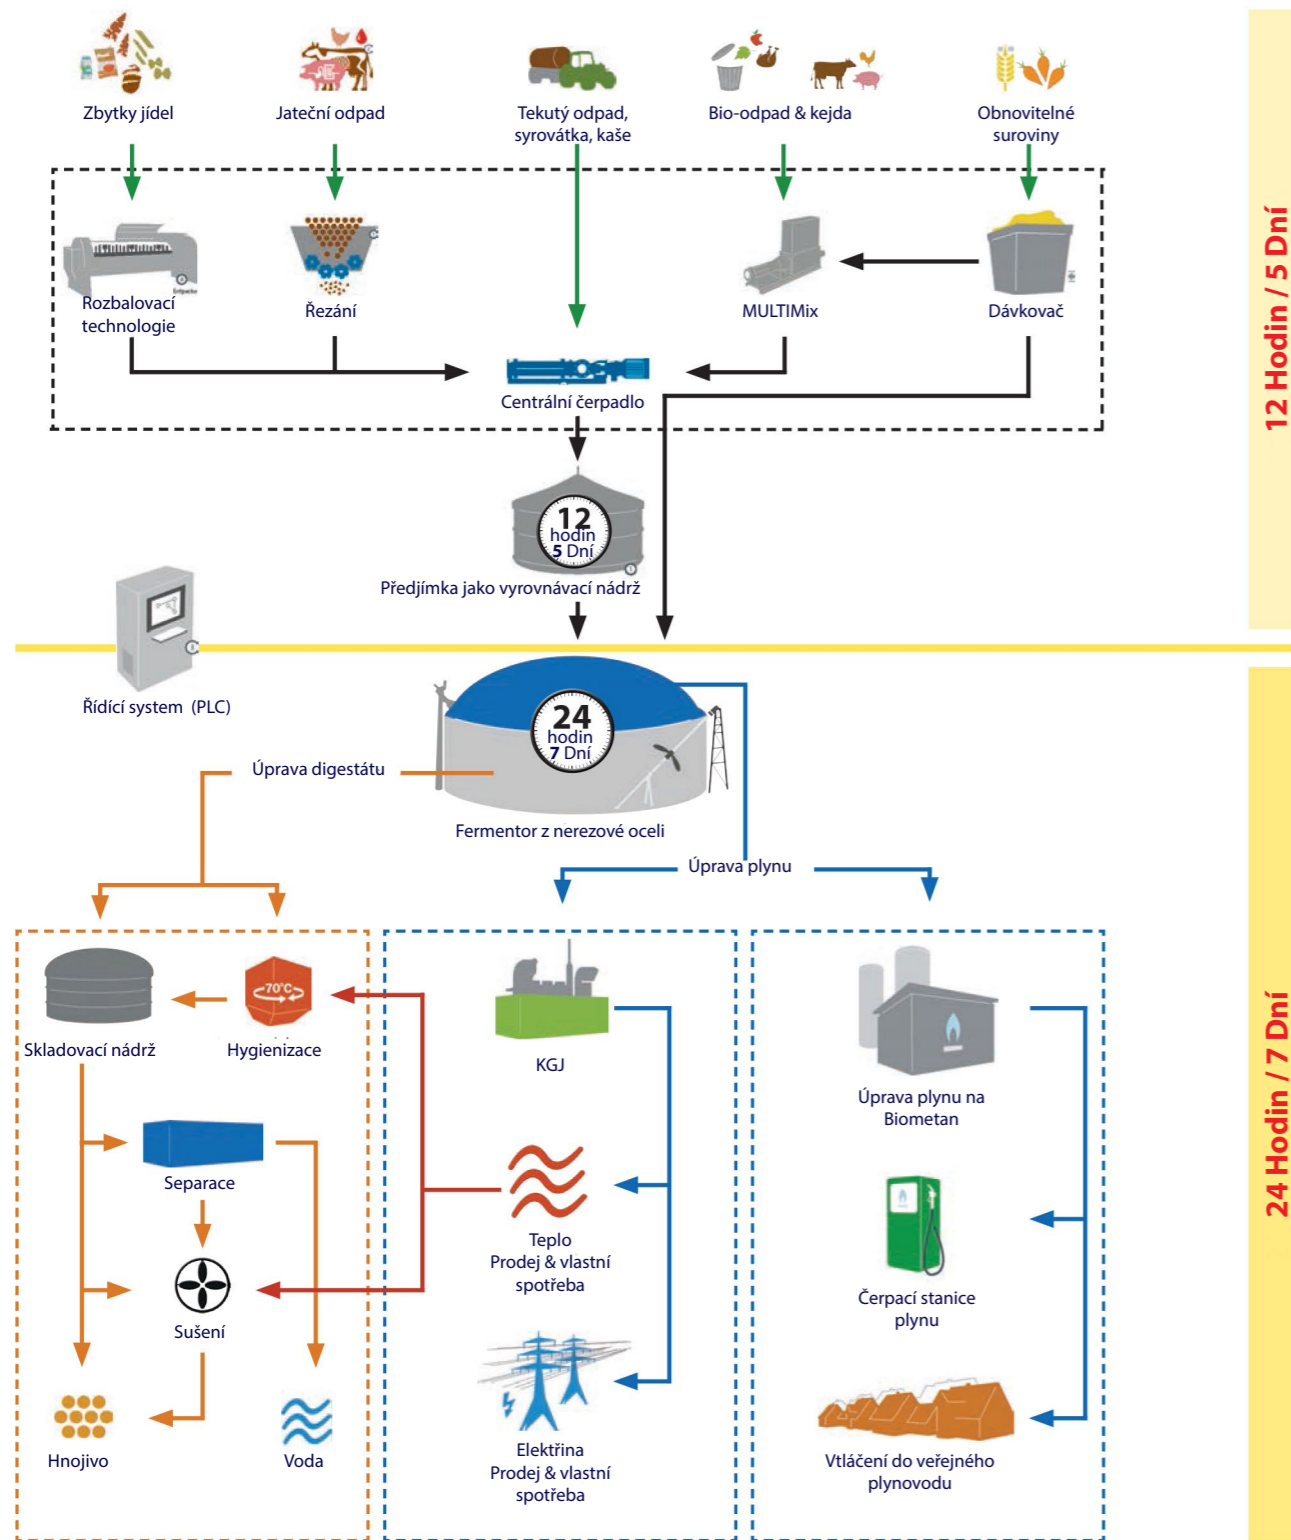 Zbytky jídel
Jateční odpad
Tekutý odpad,
syrovátka, kaše
Bio-odpad & kejda
Obnovitelné
suroviny
12 Hodin / 5 Dní
Rozbalovací
technologie
Řezání
MULTIMix
Dávkovač
Centrální čerpadlo
12
hodin
5 Dní
Předjímka jako vyrovnávací nádrž
Řídící system (PLC)
24
hodin
7 Dní
Úprava digestátu
Fermentor z nerezové oceli
Úprava plynu
24 Hodin / 7 Dní
70°C
Skladovací nádrž
Hygienizace
KGJ
Úprava plynu na
Biometan
Separace
Teplo
Prodej & vlastní
spotřeba
Čerpací stanice
plynu
Sušení
Hnojivo
Voda
Elektřina
Prodej & vlastní
spotřeba
Vtláčení do veřejného
plynovodu